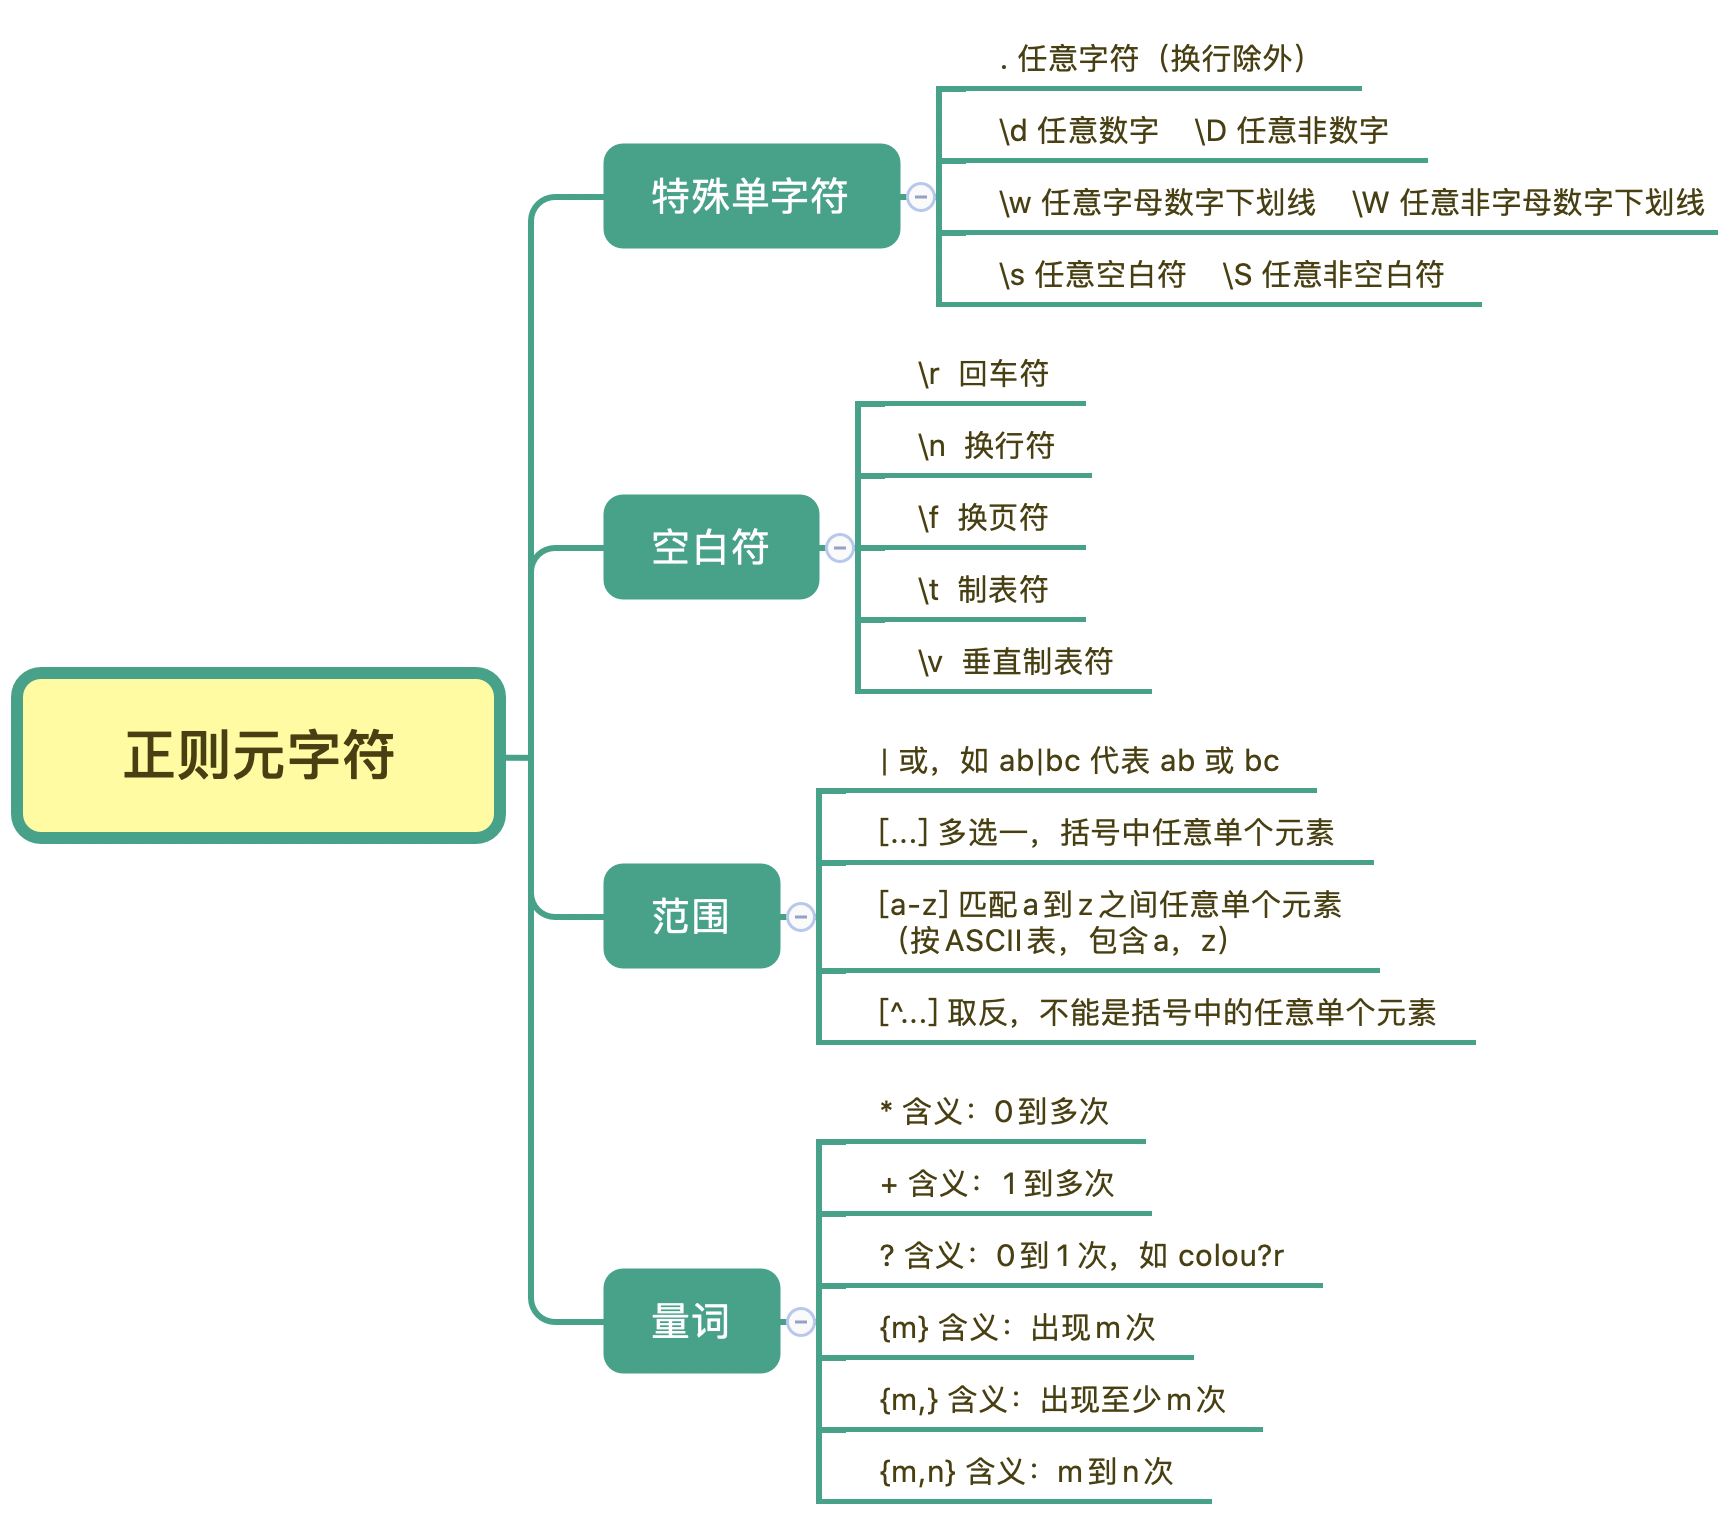 正则元字符
特殊单字符
. 任意字符（换行除外）
\d 任意数字 \D 任意非数字
\w 任意字母数字下划线 \W 任意非字母数字下划线
\s 任意空白符 \S 任意非空白符
空白符
\r 回车符
\n 换行符
\f 换页符
\t 制表符
\v 垂直制表符
范围
| 或，如 ab|bc 代表 ab 或 bc
[...] 多选一，括号中任意单个元素
[a-z] 匹配 a 到 z 之间任意单个元素
（按 ASCII 表，包含 a，z）
[^...] 取反，不能是括号中的任意单个元素
量词
* 含义：0 到多次
+ 含义：1 到多次
? 含义：0 到 1 次，如 colou?r
{m} 含义：出现 m 次
{m,} 含义：出现至少 m 次
{m,n} 含义：m 到 n 次